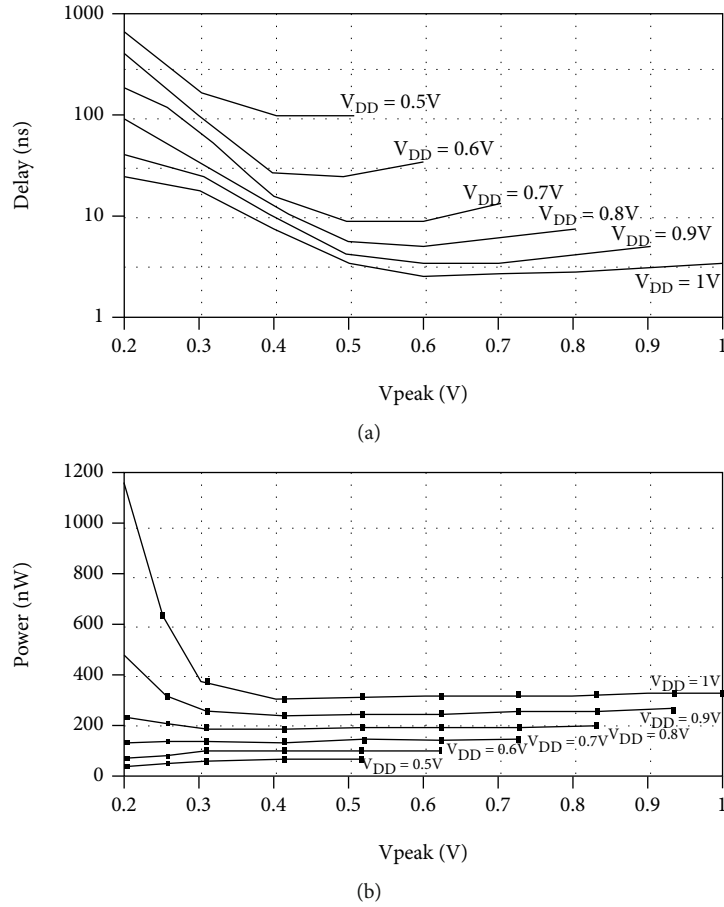 1000
100
10
1
Delay (ns)
V_DD = 0.5V
V_DD = 0.6V
V_DD = 0.7V
V_DD = 0.8V
V_DD = 0.9V
V_DD = 1V
0.2 0.3 0.4 0.5 0.6 0.7 0.8 0.9 1
Vpeak (V)
(a)
1200
1000
800
600
400
200
0
Power (nW)
V_DD = 1V
V_DD = 0.9V
V_DD = 0.8V
V_DD = 0.7V
V_DD = 0.6V
V_DD = 0.5V
0.2 0.3 0.4 0.5 0.6 0.7 0.8 0.9 1
Vpeak (V)
(b)